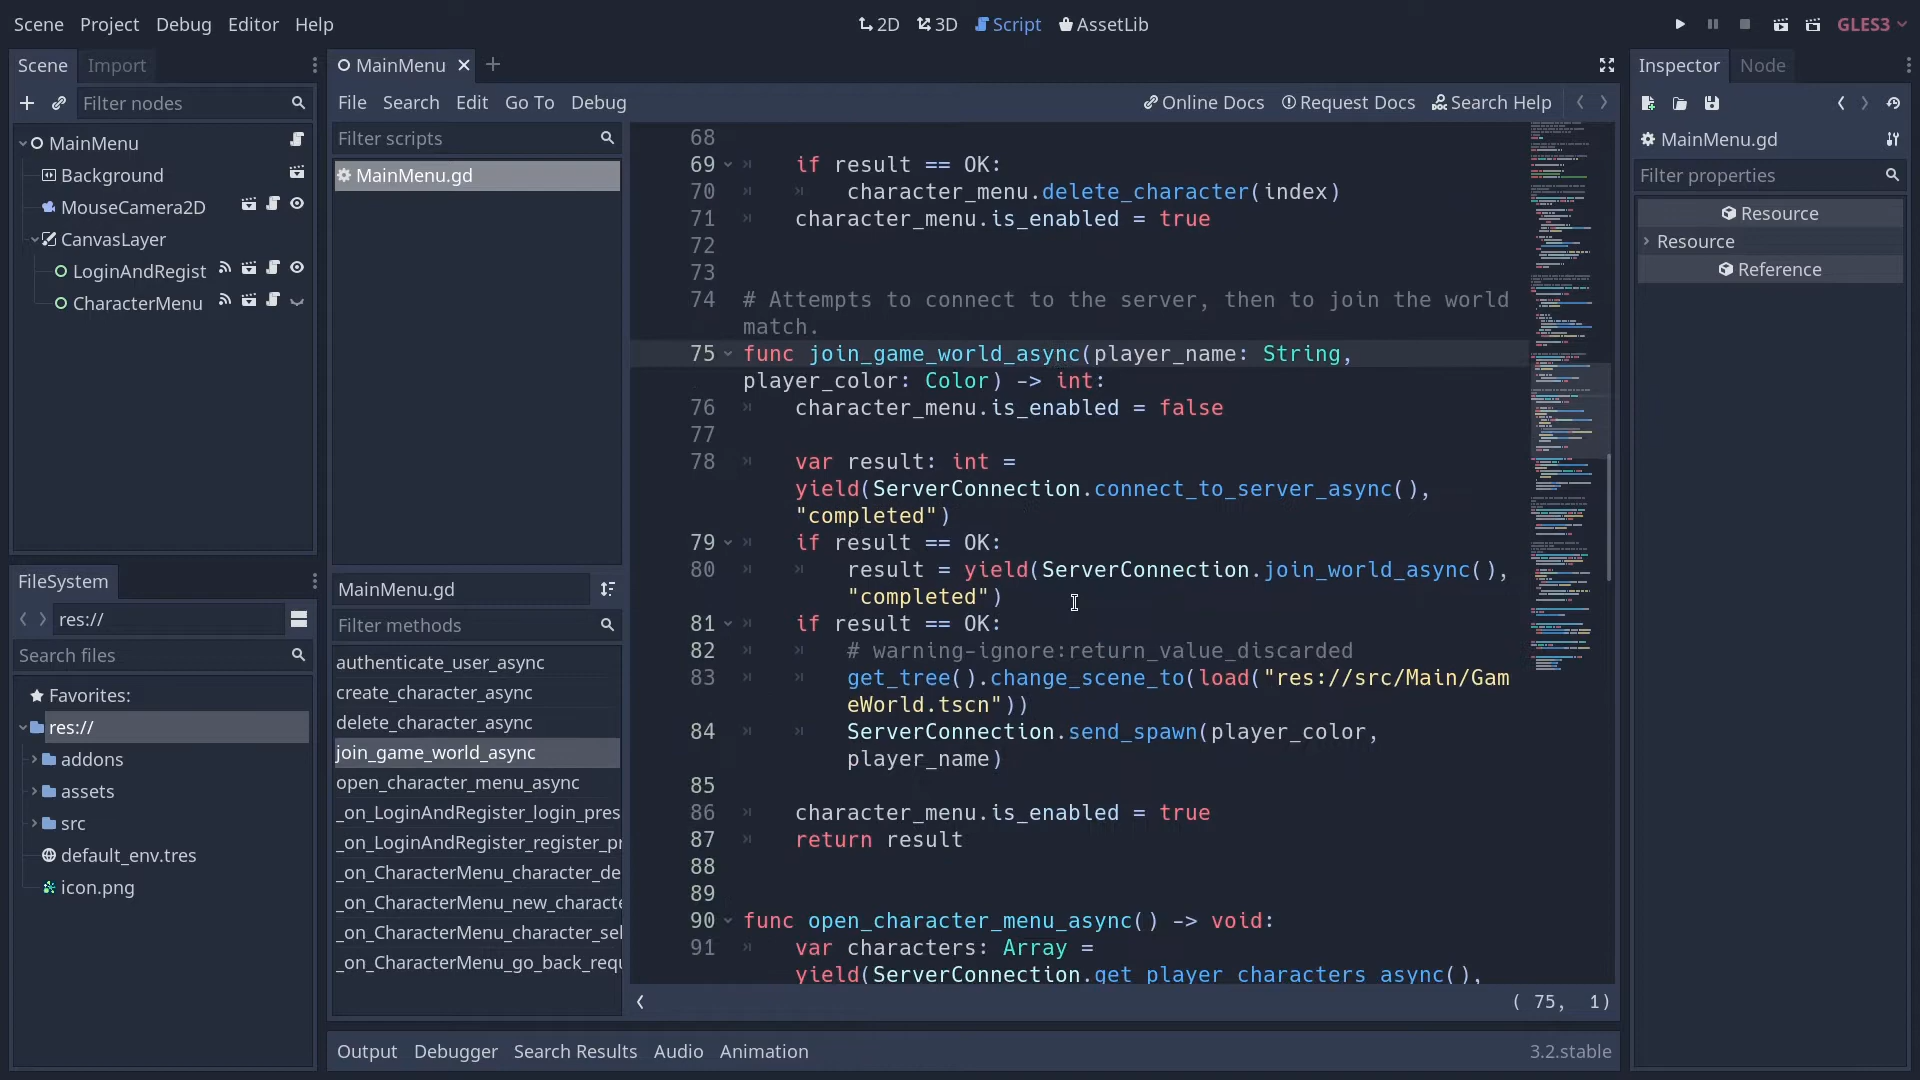 Scene Project Debug Editor Help
2D 3D Script AssetLib
GLES3
Scene Import
Filter nodes
MainMenu
Background
MouseCamera2D
CanvasLayer
LoginAndRegist
CharacterMenu
FileSystem
res://
Search files
Favorites:
res://
addons
assets
src
default_env.tres
icon.png
MainMenu
File Search Edit Go To Debug
Online Docs Request Docs Search Help
Filter scripts
MainMenu.gd
MainMenu.gd
Filter methods
authenticate_user_async
create_character_async
delete_character_async
join_game_world_async
open_character_menu_async
_on_LoginAndRegister_login_pres
_on_LoginAndRegister_register_pr
_on_CharacterMenu_character_de
_on_CharacterMenu_new_characte
_on_CharacterMenu_character_sel
_on_CharacterMenu_go_back_requ
68
69 if result == OK:
70 character_menu.delete_character(index)
71 character_menu.is_enabled = true
72
73
74 # Attempts to connect to the server, then to join the world
match.
75 func join_game_world_async(player_name: String,
player_color: Color) -> int:
76 character_menu.is_enabled = false
77
78 var result: int =
yield(ServerConnection.connect_to_server_async(),
"completed")
79 if result == OK:
80 result = yield(ServerConnection.join_world_async(),
"completed")
81 if result == OK:
82 # warning-ignore:return_value_discarded
83 get_tree().change_scene_to(load("res://src/Main/Gam
eWorld.tscn"))
84 ServerConnection.send_spawn(player_color,
player_name)
85
86 character_menu.is_enabled = true
87 return result
88
89
90 func open_character_menu_async() -> void:
91 var characters: Array =
yield(ServerConnection.get_player_characters_async(),
( 75, 1)
Output Debugger Search Results Audio Animation
3.2.stable
Inspector Node
MainMenu.gd
Filter properties
Resource
Resource
Reference